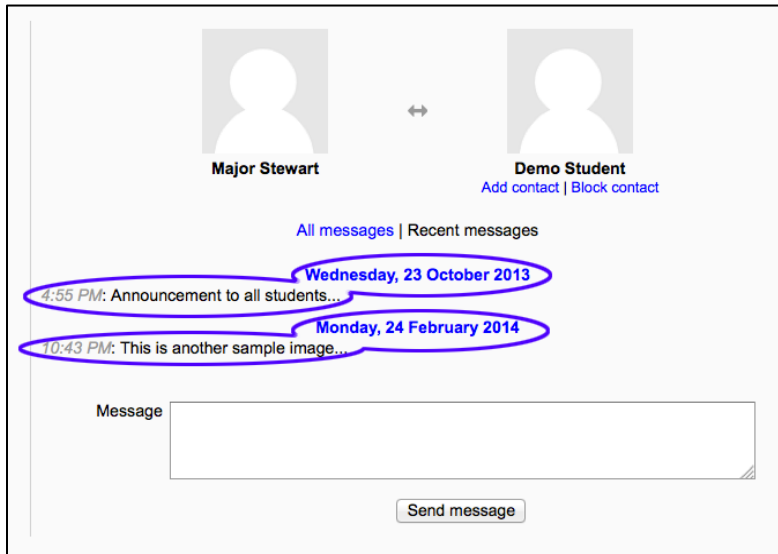 Major Stewart
Demo Student
Add contact | Block contact
All messages | Recent messages
Wednesday, 23 October 2013
4:55 PM: Announcement to all students...
Monday, 24 February 2014
10:43 PM: This is another sample image...
Message
Send message